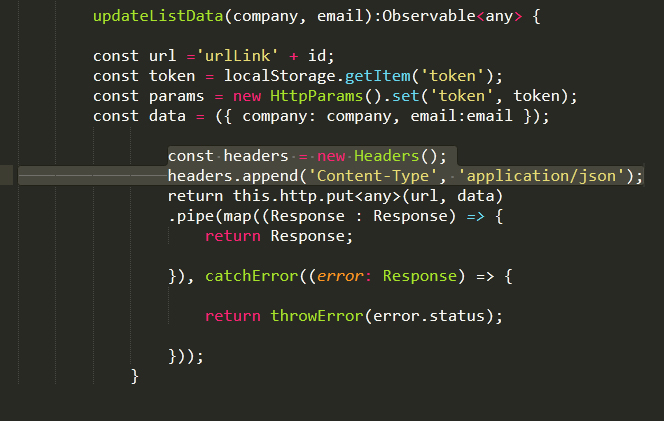 updateListData(company, email):Observable<any> {
const url ='urlLink' + id;
const token = localStorage.getItem('token');
const params = new HttpParams().set('token', token);
const data = ({ company: company, email:email });
const headers = new Headers();
headers.append('Content-Type', 'application/json');
return this.http.put<any>(url, data)
.pipe(map((Response : Response) => {
return Response;
}), catchError((error: Response) => {
return throwError(error.status);
}));
}